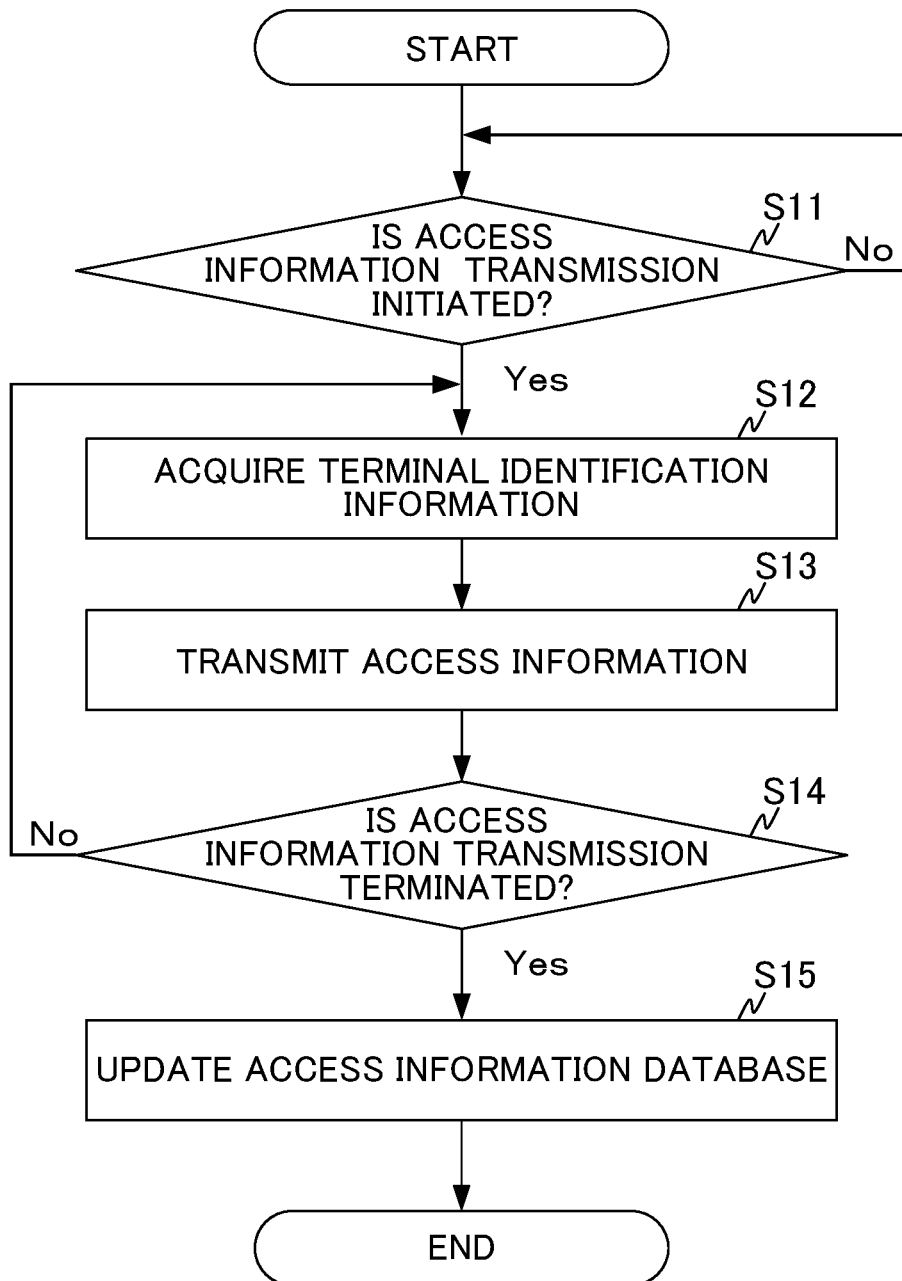 START
S11
IS ACCESS
INFORMATION TRANSMISSION
INITIATED?
No
Yes
S12
ACQUIRE TERMINAL IDENTIFICATION
INFORMATION
S13
TRANSMIT ACCESS INFORMATION
S14
IS ACCESS
INFORMATION TRANSMISSION
TERMINATED?
No
Yes
S15
UPDATE ACCESS INFORMATION DATABASE
END